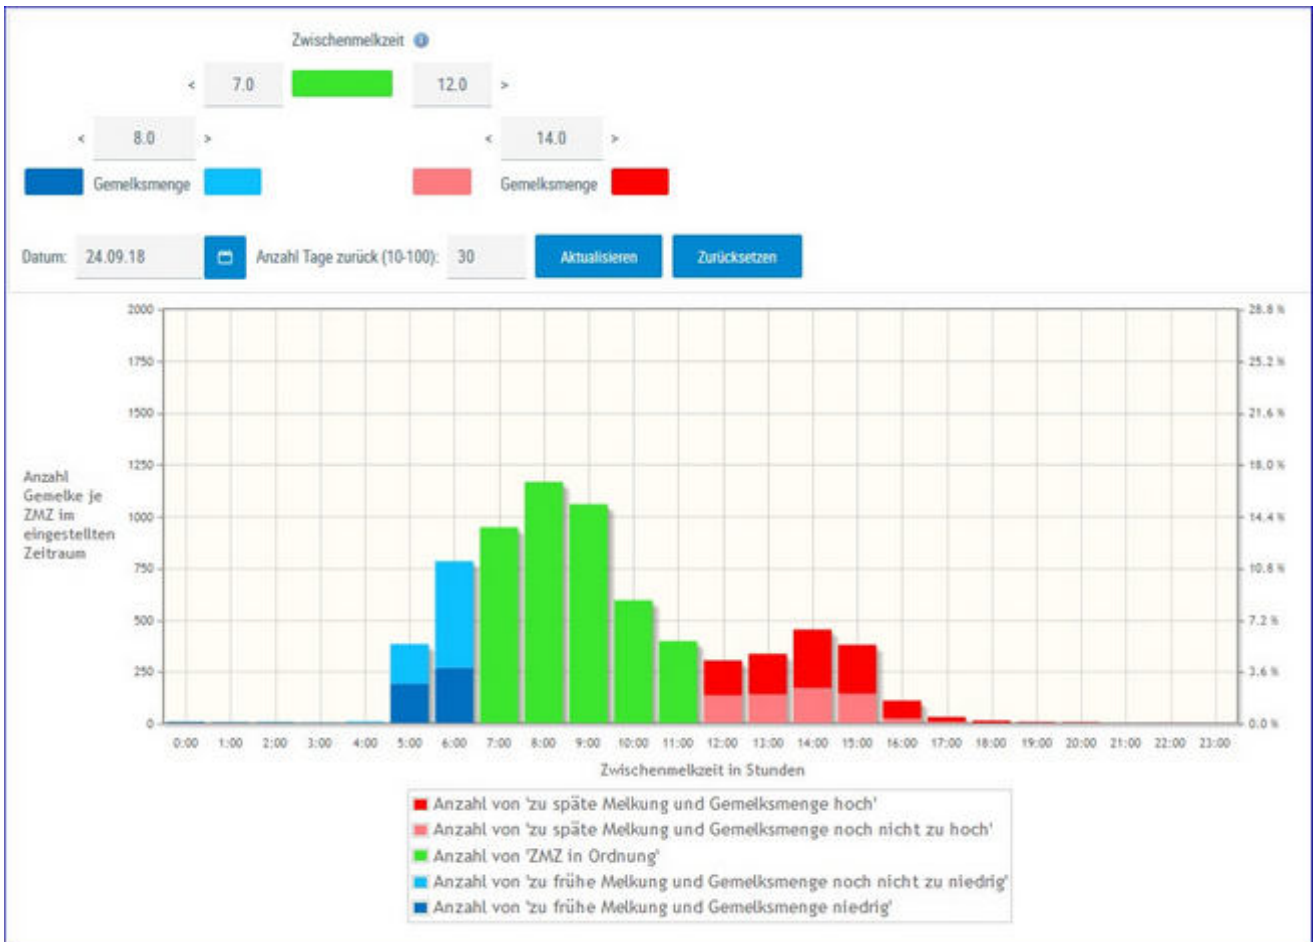 Zwischenmelkzeit
< 7.0 12.0 >
< 8.0 > < 14.0 >
Gemelksmenge Gemelksmenge
Datum: 24.09.18 Anzahl Tage zurück (10-100): 30 Aktualisieren Zurücksetzen
2000 28.8 %
1750 25.2 %
1500 21.6 %
1250 18.0 %
Anzahl
Gemelke je
ZMZ im
eingestellten
Zeitraum
1000 14.4 %
750 10.8 %
500 7.2 %
250 3.6 %
0 0.0 %
0:00 1:00 2:00 3:00 4:00 5:00 6:00 7:00 8:00 9:00 10:00 11:00 12:00 13:00 14:00 15:00 16:00 17:00 18:00 19:00 20:00 21:00 22:00 23:00
Zwischenmelkzeit in Stunden
Anzahl von 'zu späte Melkung und Gemelksmenge hoch'
Anzahl von 'zu späte Melkung und Gemelksmenge noch nicht zu hoch'
Anzahl von 'ZMZ in Ordnung'
Anzahl von 'zu frühe Melkung und Gemelksmenge noch nicht zu niedrig'
Anzahl von 'zu frühe Melkung und Gemelksmenge niedrig'